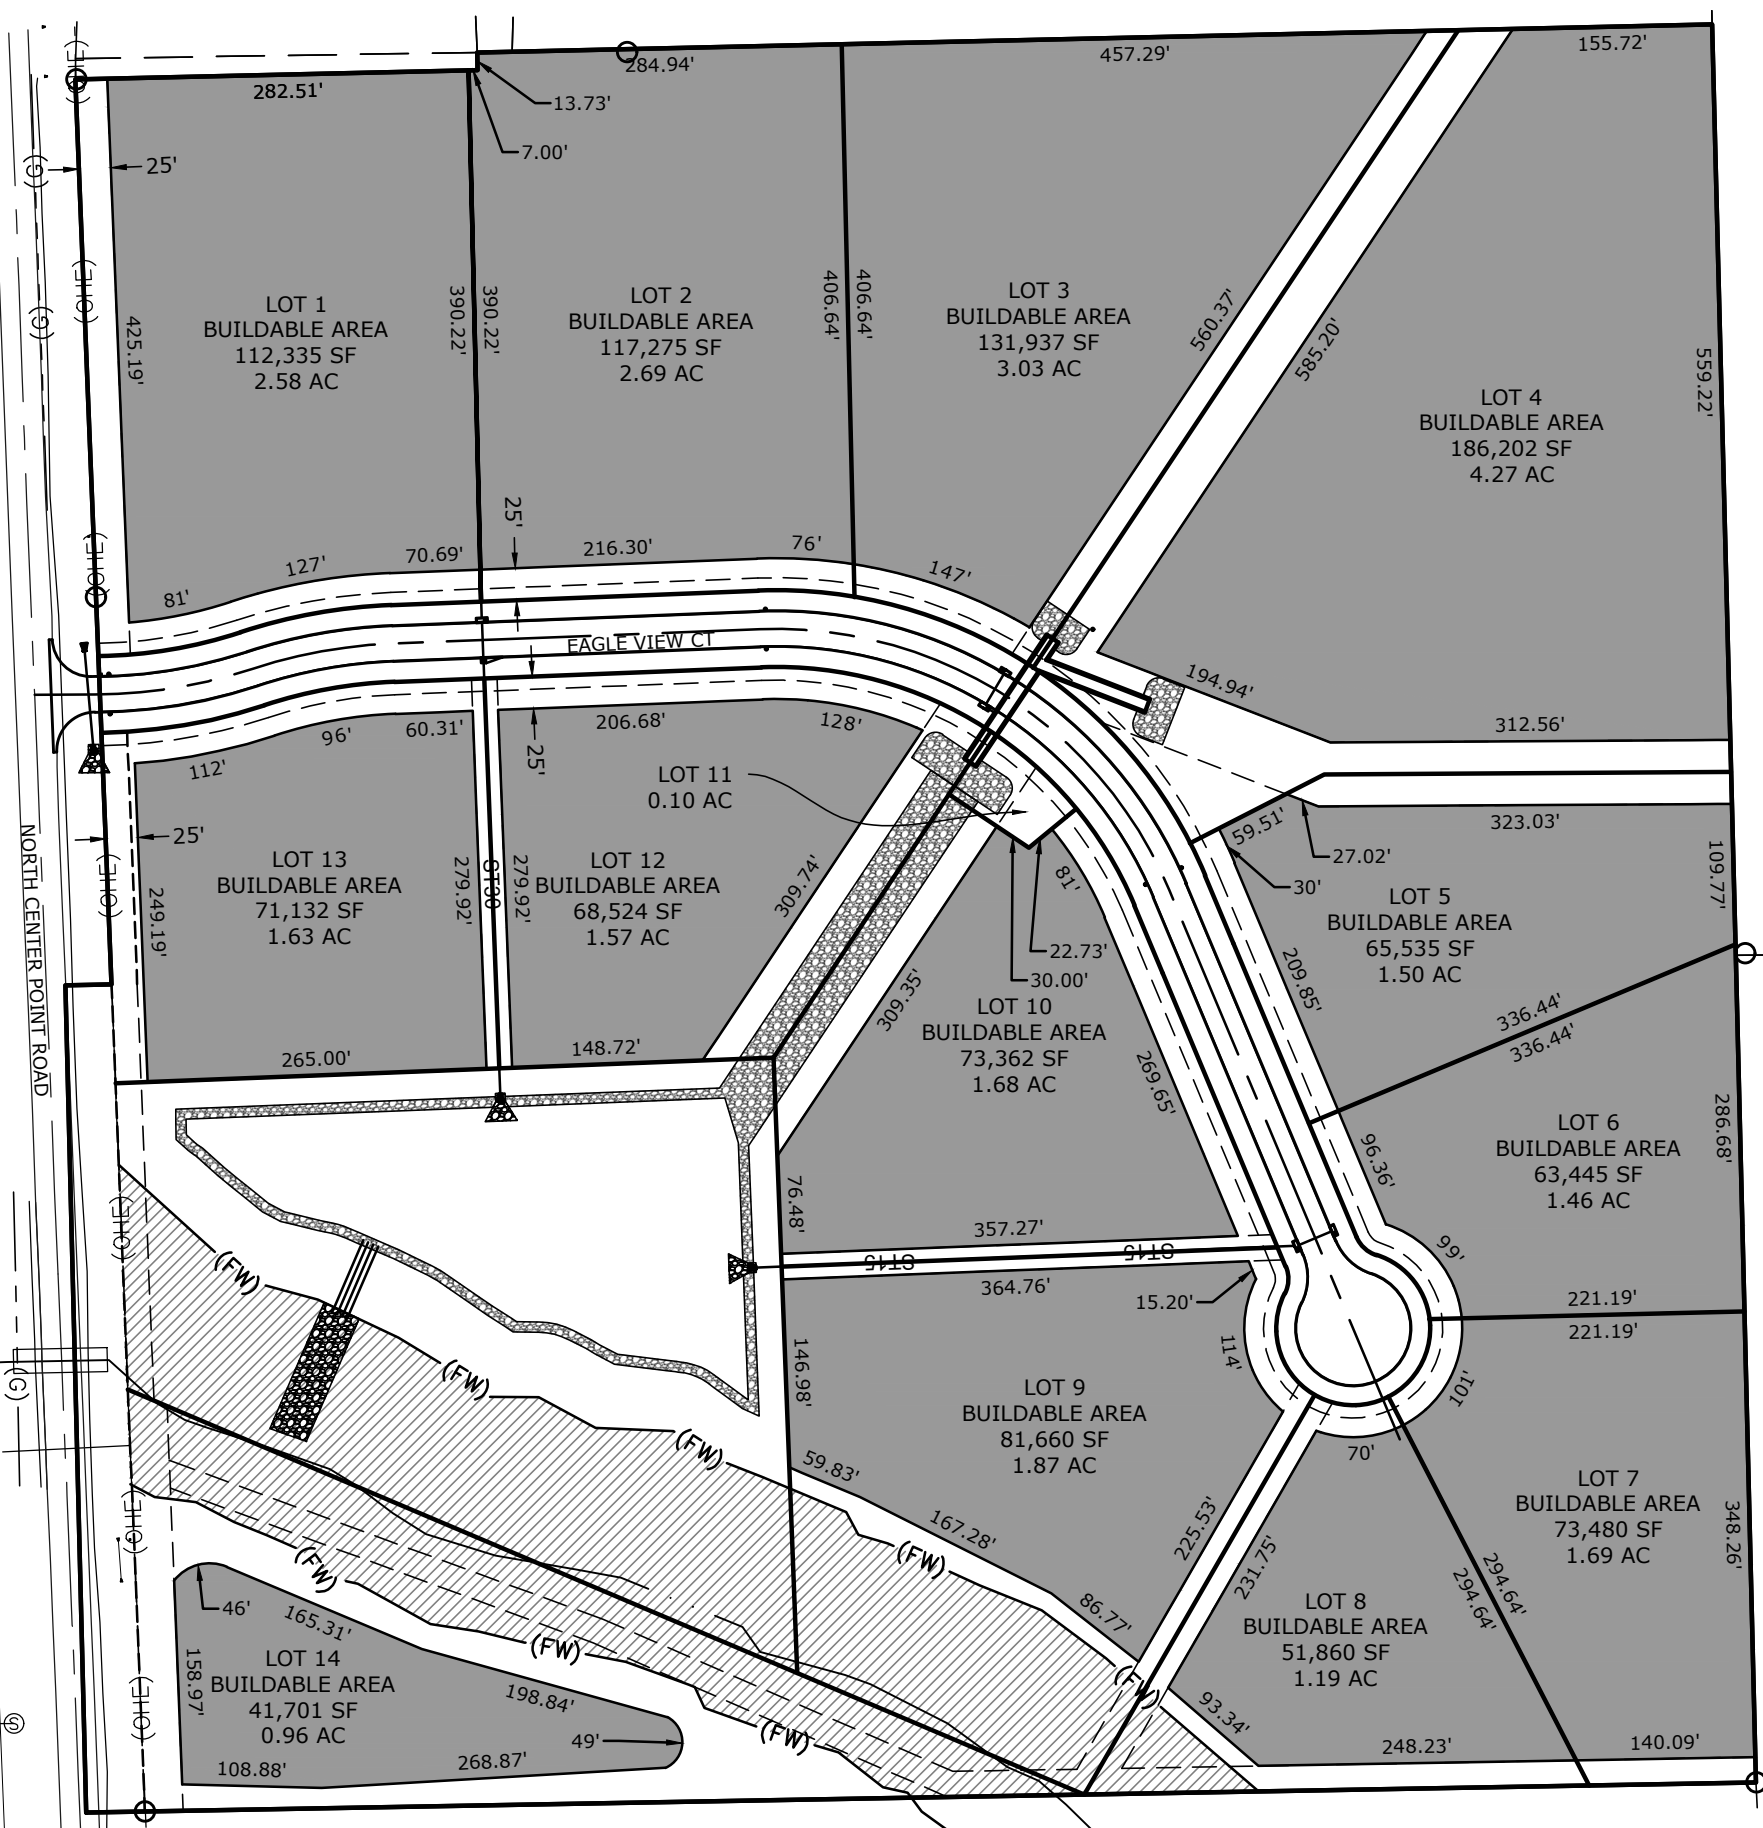 282.51'
284.94'
457.29'
155.72'
13.73'
7.00'
(G)
(OHE)
25'
(G)
(OHE)
425.19'
LOT 1
BUILDABLE AREA
112,335 SF
2.58 AC
390.22'
390.22'
LOT 2
BUILDABLE AREA
117,275 SF
2.69 AC
406.64'
406.64'
LOT 3
BUILDABLE AREA
131,937 SF
3.03 AC
560.37'
585.20'
LOT 4
BUILDABLE AREA
186,202 SF
4.27 AC
559.22'
25'
(OHE)
81'
127'
70.69'
216.30'
76'
147'
EAGLE VIEW CT
194.94'
312.56'
112'
96'
60.31'
206.68'
128'
25'
LOT 11
0.10 AC
59.51'
323.03'
27.02'
30'
NORTH CENTER POINT ROAD
25'
(OHE)
249.19'
LOT 13
BUILDABLE AREA
71,132 SF
1.63 AC
279.92'
ST30
279.92'
LOT 12
BUILDABLE AREA
68,524 SF
1.57 AC
309.74'
309.35'
81'
22.73'
30.00'
LOT 5
BUILDABLE AREA
65,535 SF
1.50 AC
109.77'
209.85'
336.44'
336.44'
265.00'
148.72'
LOT 10
BUILDABLE AREA
73,362 SF
1.68 AC
269.65'
LOT 6
BUILDABLE AREA
63,445 SF
1.46 AC
286.68'
96.36'
76.48'
357.27'
ST15
ST15
364.76'
15.20'
99'
221.19'
221.19'
(OHE)
(FW)
(G)
(FW)
146.98'
114'
LOT 9
BUILDABLE AREA
81,660 SF
1.87 AC
101'
70'
(FW)
59.83'
167.28'
225.53'
231.75'
LOT 7
BUILDABLE AREA
73,480 SF
1.69 AC
348.26'
294.64'
294.64'
(OHE)
(FW)
(FW)
86.77'
LOT 8
BUILDABLE AREA
51,860 SF
1.19 AC
46'
165.31'
(FW)
158.97'
LOT 14
BUILDABLE AREA
41,701 SF
0.96 AC
198.84'
49'
(FW)
(FW)
93.34'
(OHE)
S
108.88'
268.87'
248.23'
140.09'